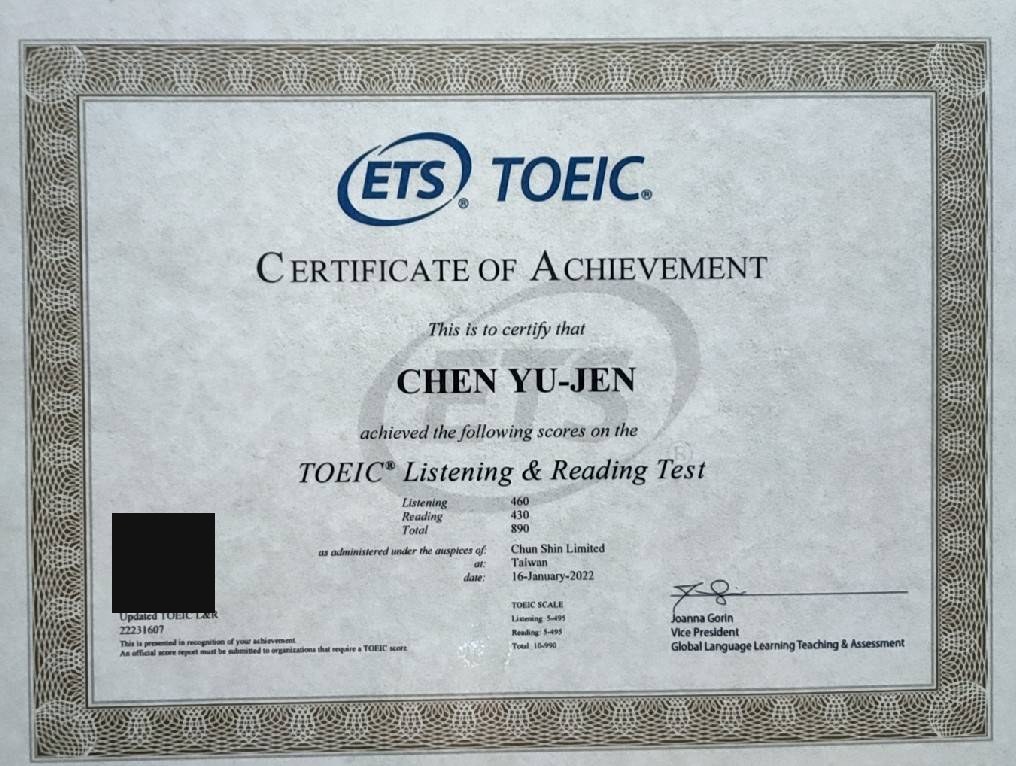 ETS® TOEIC®
CERTIFICATE OF ACHIEVEMENT
This is to certify that
ETS®
CHEN YU-JEN
achieved the following scores on the
TOEIC® Listening & Reading Test
Listening 460
Reading 430
Total 890
as administered under the auspices of: Chun Shin Limited
at: Taiwan
date: 16-January-2022
TOEIC SCALE
Listening: 5-495
Reading: 5-495
Total 10-990
Updated TOEIC L&R
22231607
This is presented in recognition of your achievement
An official score report must be submitted to organizations that require a TOEIC score
Joanna Gorin
Vice President
Global Language Learning Teaching & Assessment